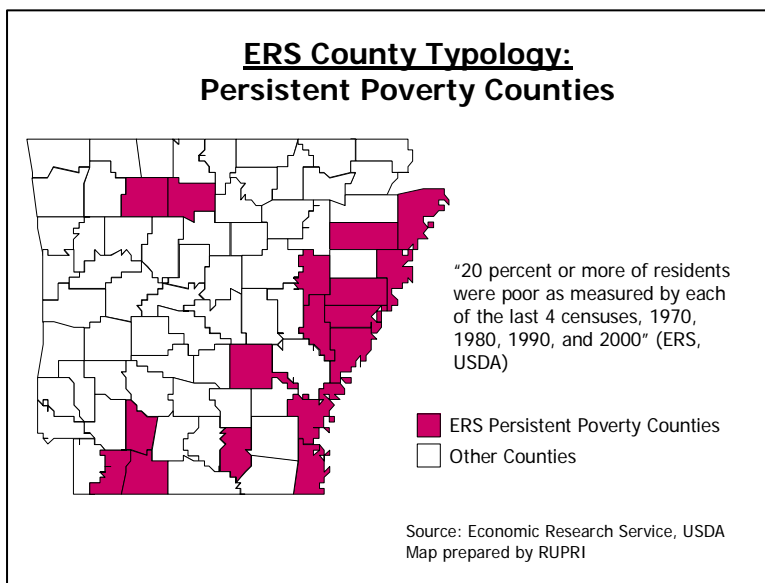 ERS County Typology:
Persistent Poverty Counties
"20 percent or more of residents
were poor as measured by each
of the last 4 censuses, 1970,
1980, 1990, and 2000" (ERS,
USDA)
ERS Persistent Poverty Counties
Other Counties
Source: Economic Research Service, USDA
Map prepared by RUPRI